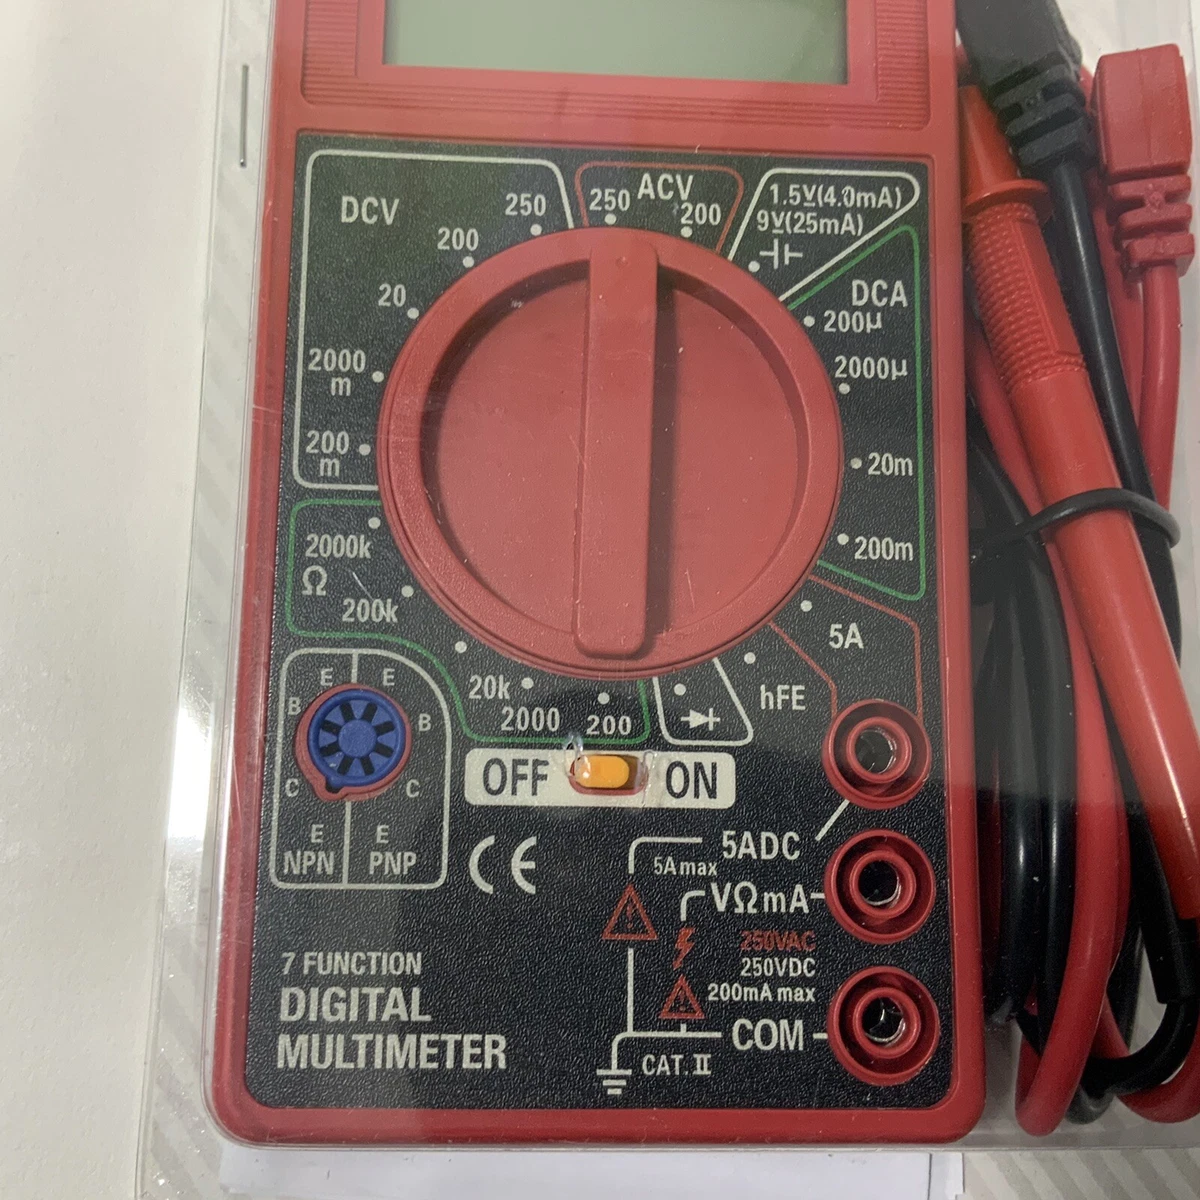 DCV
250
200
20
2000
m
200
m
250
ACV
200
1.5V(4.0mA)
9V(25mA)
DCA
200µ
2000µ
20m
200m
5A
hFE
2000k
Ω
200k
20k
2000
200
E E
B B
C C
E E
NPN PNP
OFF ON
CE
5ADC
5A max
VΩmA
250VAC
250VDC
200mA max
COM
CAT. II
7 FUNCTION
DIGITAL
MULTIMETER